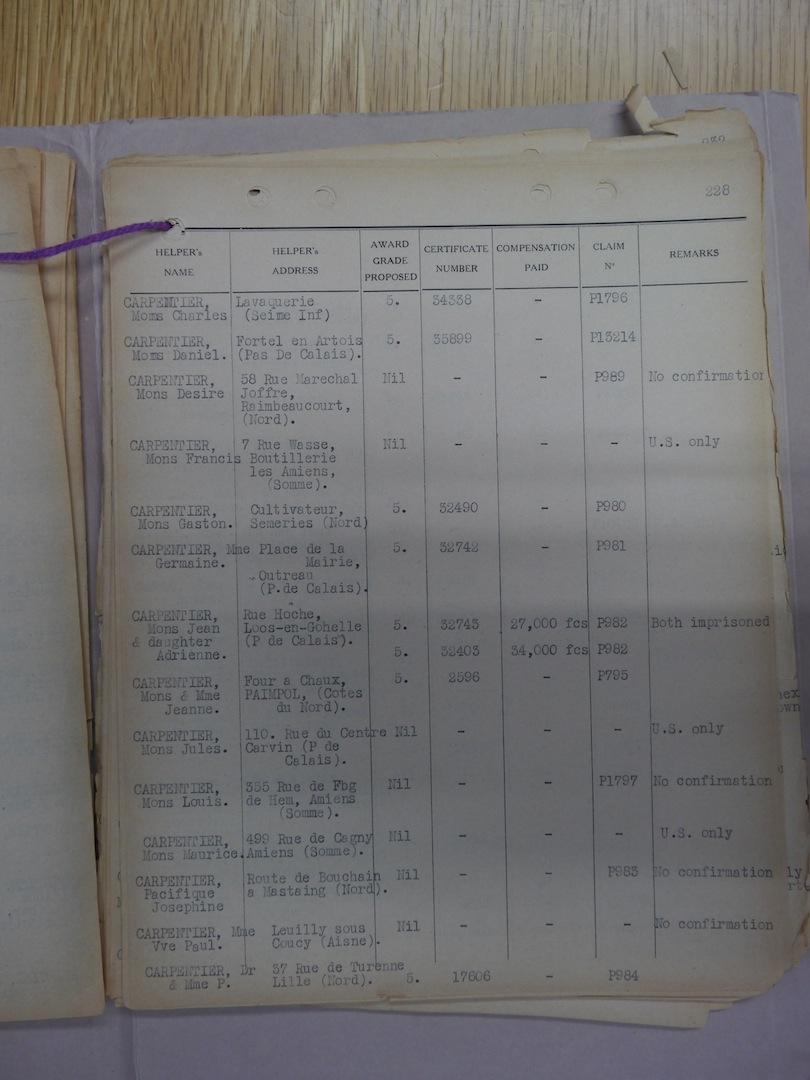 228
HELPER's NAME HELPER's ADDRESS AWARD GRADE PROPOSED CERTIFICATE NUMBER COMPENSATION PAID CLAIM Nº REMARKS
CARPENTIER, Lavaquerie 5. 34338 - P1796
Moms Charles (Seime Inf)
CARPENTIER, Fortel en Artois 5. 35899 - P13214
Moms Daniel. (Pas De Calais).
CARPENTIER, 58 Rue Marechal Nil - - P989 No confirmation
Mons Desire Joffre,
Raimbeaucourt,
(Nord).
CARPENTIER, 7 Rue Wasse, Nil - - - U.S. only
Mons Francis Boutillerie
les Amiens,
(Somme).
CARPENTIER, Cultivateur, 5. 32490 - P980
Mons Gaston. Semeries (Nord)
CARPENTIER, Mme Place de la 5. 32742 - P981
Germaine. Mairie,
Outreau
(P.de Calais).
CARPENTIER, Rue Hoche,
Mons Jean Loos-en-Gohelle 5. 32743 27,000 fcs P982 Both imprisoned
& daughter (P de Calais).
Adrienne. 5. 32403 34,000 fcs P982
CARPENTIER, Four a Chaux, 5. 2596 - P795
Mons & Mme PAIMPOL, (Cotes
Jeanne. du Nord).
CARPENTIER, 110. Rue du Centre Nil - - - U.S. only
Mons Jules. Carvin (P de
Calais).
CARPENTIER, 355 Rue de Fbg Nil - - P1797 No confirmation
Mons Louis. de Hem, Amiens
(Somme).
CARPENTIER, 499 Rue de Cagny Nil - - - U.S. only
Mons Maurice. Amiens (Somme).
CARPENTIER, Route de Bouchain Nil - - P983 No confirmation
Pacifique a Mastaing (Nord).
Josephine
CARPENTIER, Mme Leuilly sous Nil - - - No confirmation
Vve Paul. Coucy (Aisne).
CARPENTIER, Dr 37 Rue de Turenne 5. 17606 - P984
& Mme P. Lille (Nord).